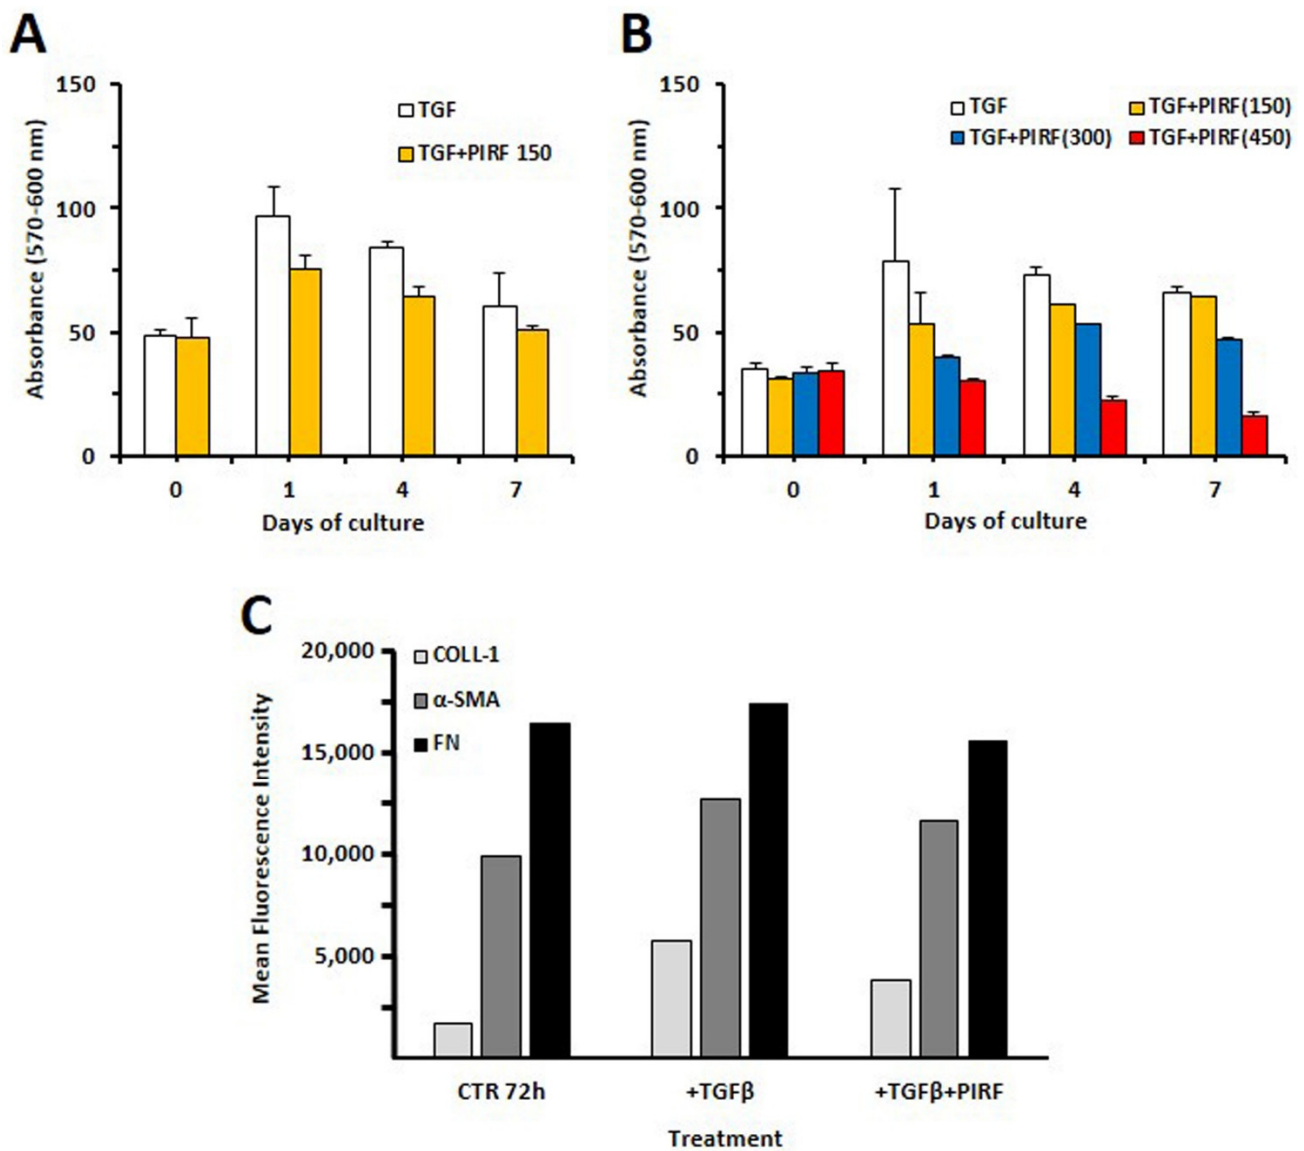 A
B
150
100
50
0
Absorbance (570-600 nm)
TGF
TGF+PIRF 150
0 1 4 7
Days of culture
150
100
50
0
Absorbance (570-600 nm)
TGF TGF+PIRF(150)
TGF+PIRF(300) TGF+PIRF(450)
0 1 4 7
Days of culture
C
20,000
15,000
10,000
5,000
Mean Fluorescence Intensity
COLL-1
α-SMA
FN
CTR 72h +TGFβ +TGFβ+PIRF
Treatment